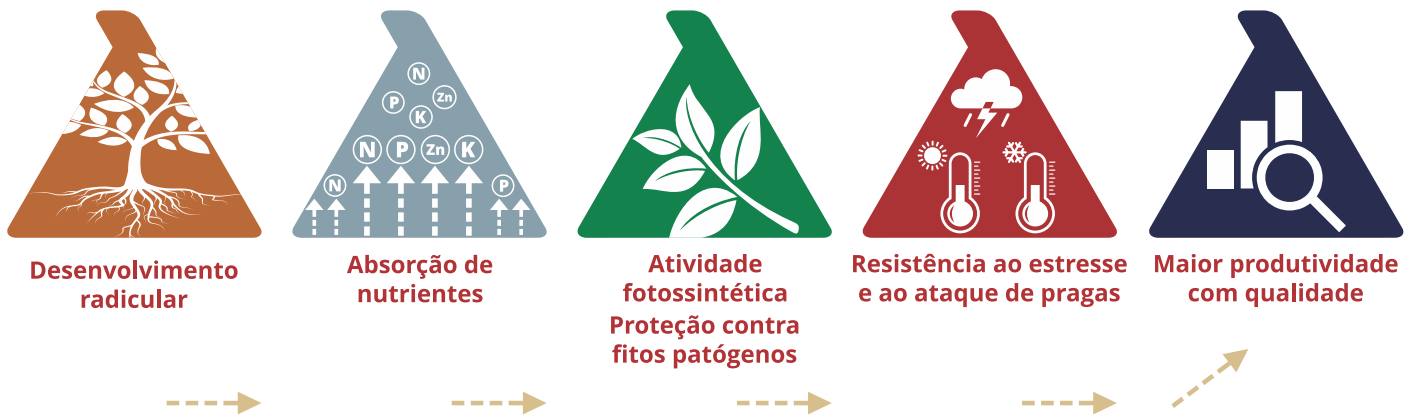 N
P
Zn
K
N
P
Zn
K
N
P
Desenvolvimento
radicular
Absorção de
nutrientes
Atividade
fotossintética
Proteção contra
fitos patógenos
Resistência ao estresse
e ao ataque de pragas
Maior produtividade
com qualidade